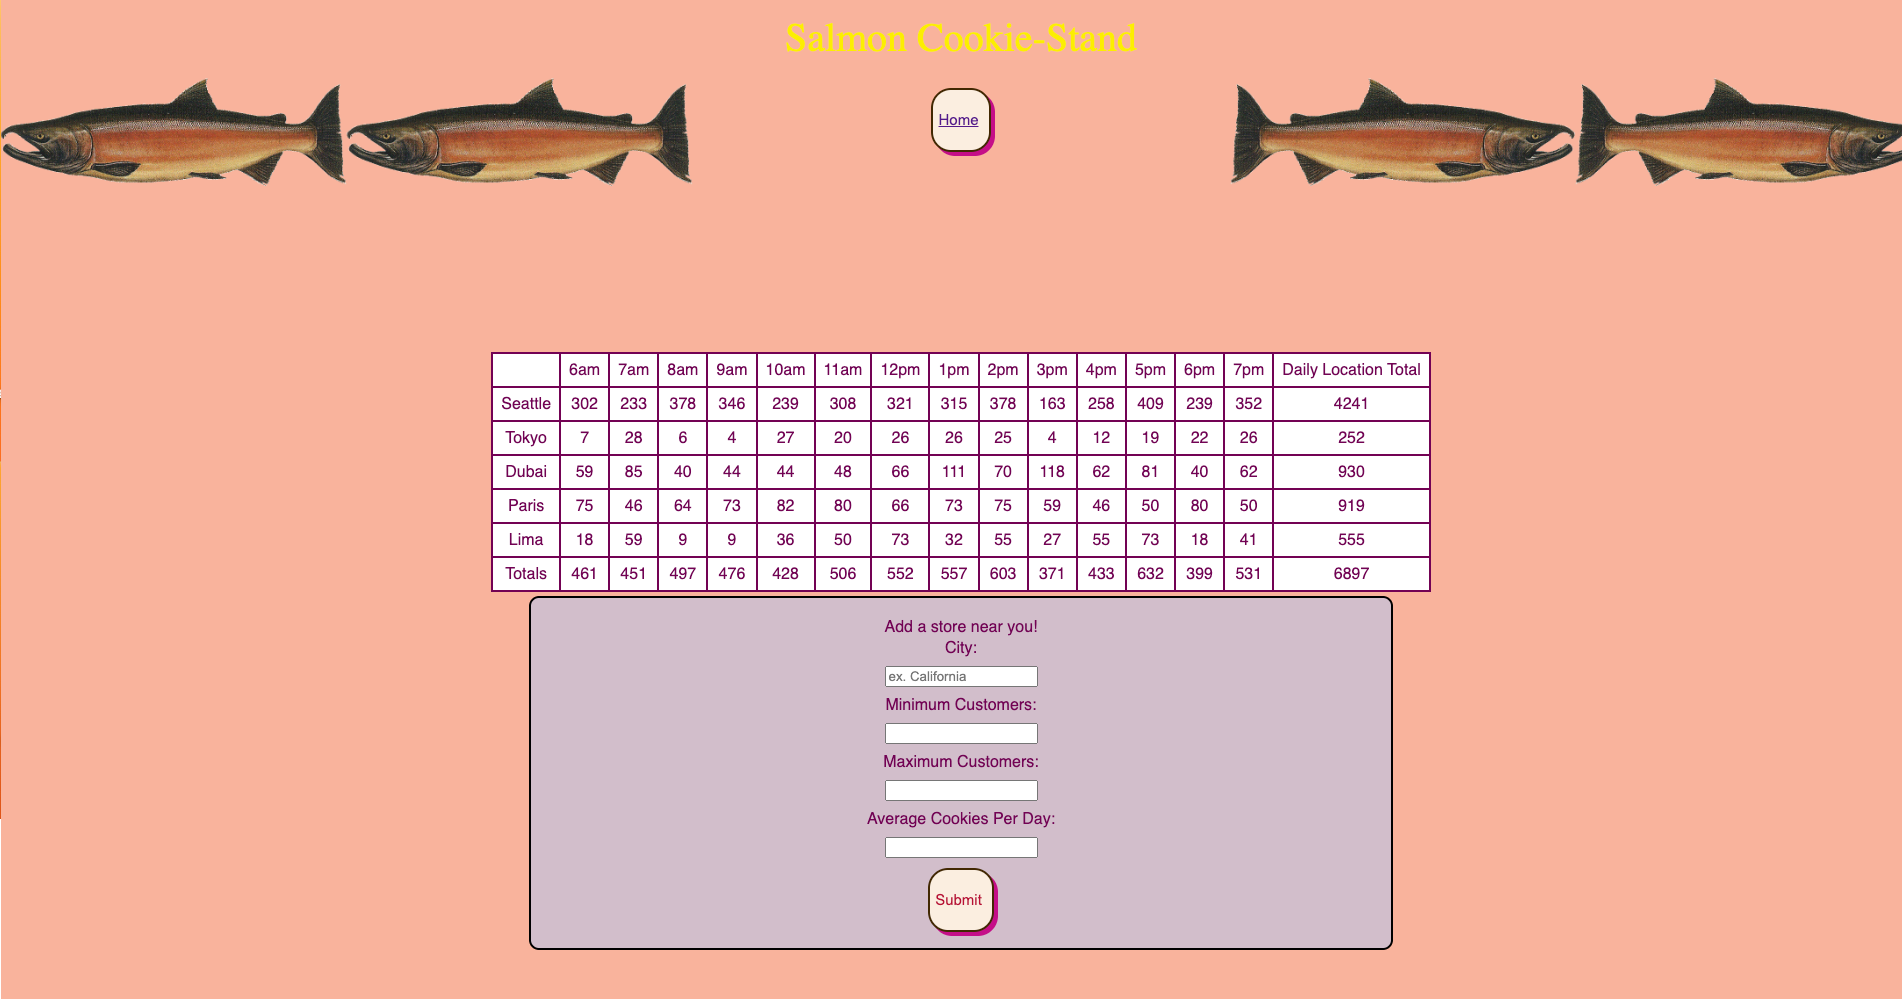 Salmon Cookie-Stand
Home
6am 7am 8am 9am 10am 11am 12pm 1pm 2pm 3pm 4pm 5pm 6pm 7pm Daily Location Total
Seattle 302 233 378 346 239 308 321 315 378 163 258 409 239 352 4241
Tokyo 7 28 6 4 27 20 26 26 25 4 12 19 22 26 252
Dubai 59 85 40 44 44 48 66 111 70 118 62 81 40 62 930
Paris 75 46 64 73 82 80 66 73 75 59 46 50 80 50 919
Lima 18 59 9 9 36 50 73 32 55 27 55 73 18 41 555
Totals 461 451 497 476 428 506 552 557 603 371 433 632 399 531 6897
Add a store near you!
City:
ex. California
Minimum Customers:
Maximum Customers:
Average Cookies Per Day:
Submit